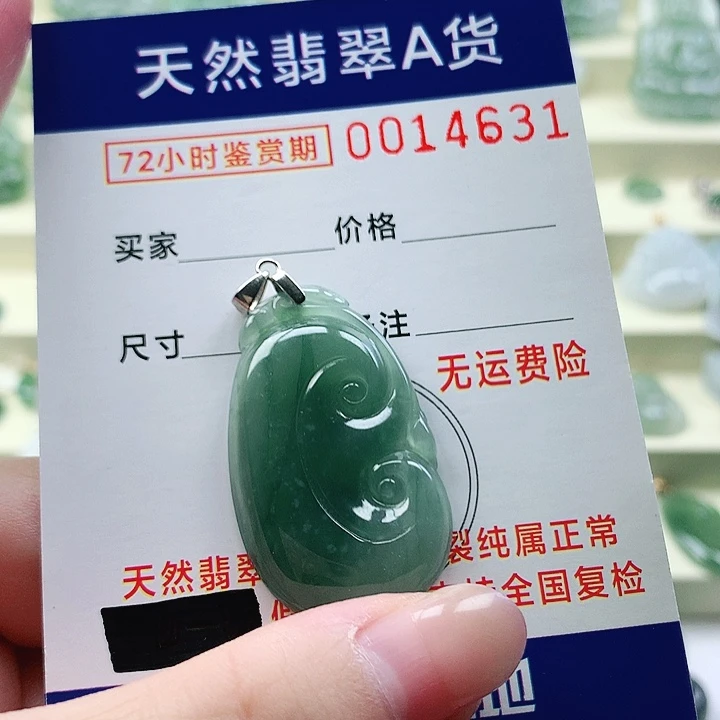 天然翡翠A货
72小时鉴赏期 0014631
买家 价格
尺寸 注
无运费险
天然翡 裂纯属正常
全国复检